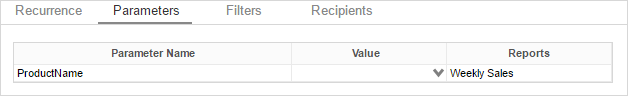 Recurrence Parameters Filters Recipients
Parameter Name Value Reports
ProductName Weekly Sales